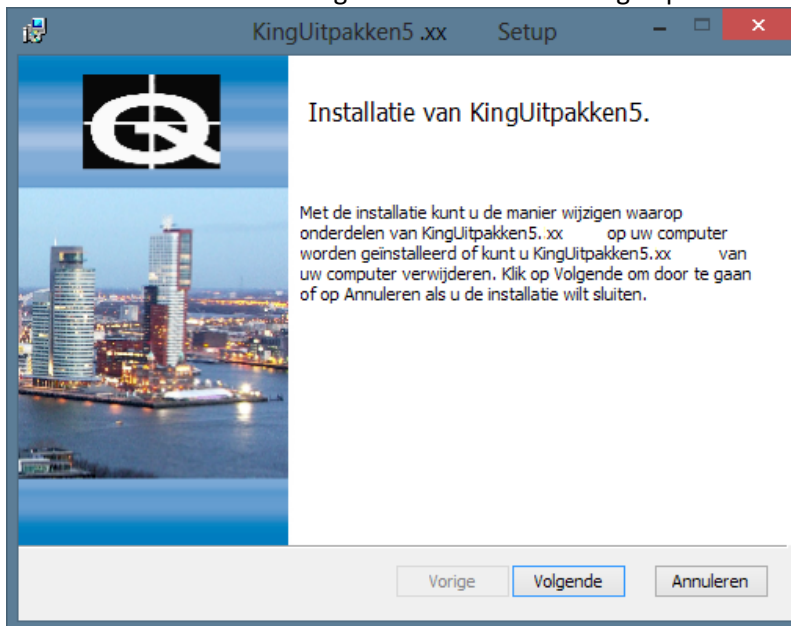 KingUitpakken5 .xx Setup
Installatie van KingUitpakken5.
Met de installatie kunt u de manier wijzigen waarop
onderdelen van KingUitpakken5. xx op uw computer
worden geïnstalleerd of kunt u KingUitpakken5.xx van
uw computer verwijderen. Klik op Volgende om door te gaan
of op Annuleren als u de installatie wilt sluiten.
Vorige Volgende Annuleren